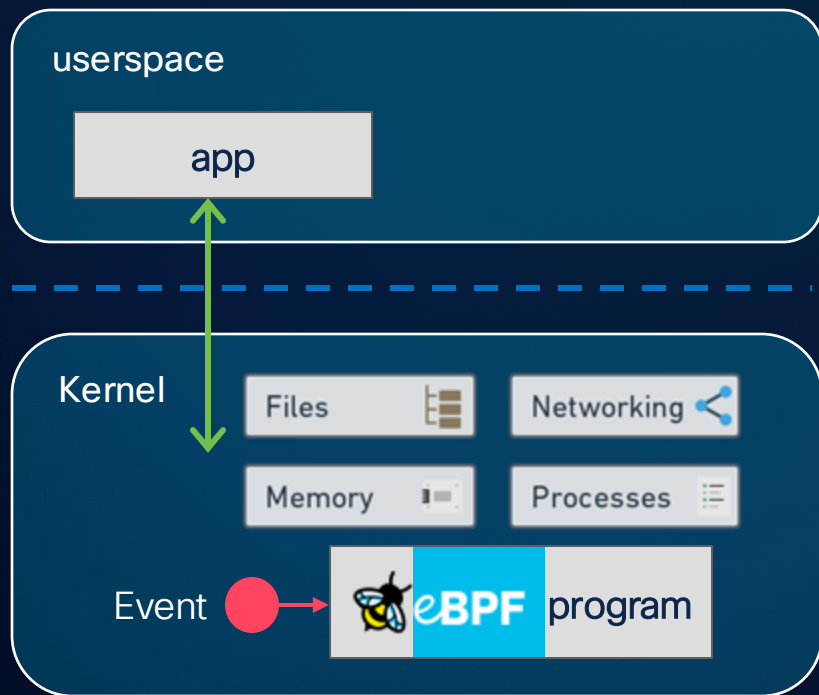 userspace
app
Kernel
Files
Networking
Memory
Processes
Event
eBPF program